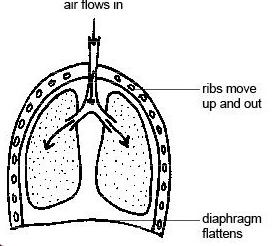 air flows in
ribs move
up and out
diaphragm
flattens